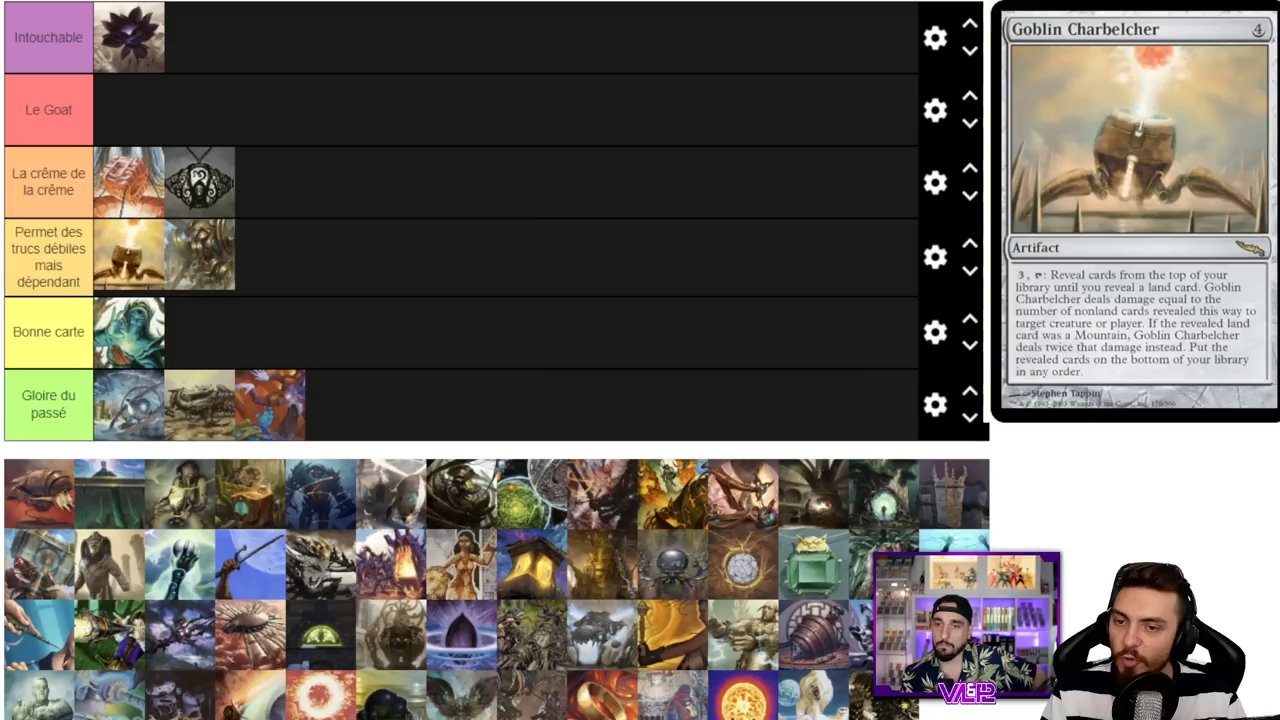 Intouchable
Le Goat
La crême de
la crême
Permet des
trucs débiles
mais
dépendant
Bonne carte
Gloire du
passé
Goblin Charbelcher 4
Artifact
3, : Reveal cards from the top of your
library until you reveal a land card. Goblin
Charbelcher deals damage equal to the
number of nonland cards revealed this way to
target creature or player. If the revealed land
card was a Mountain, Goblin Charbelcher
deals twice that damage instead. Put the
revealed cards on the bottom of your library
in any order.
Stephen Tappin